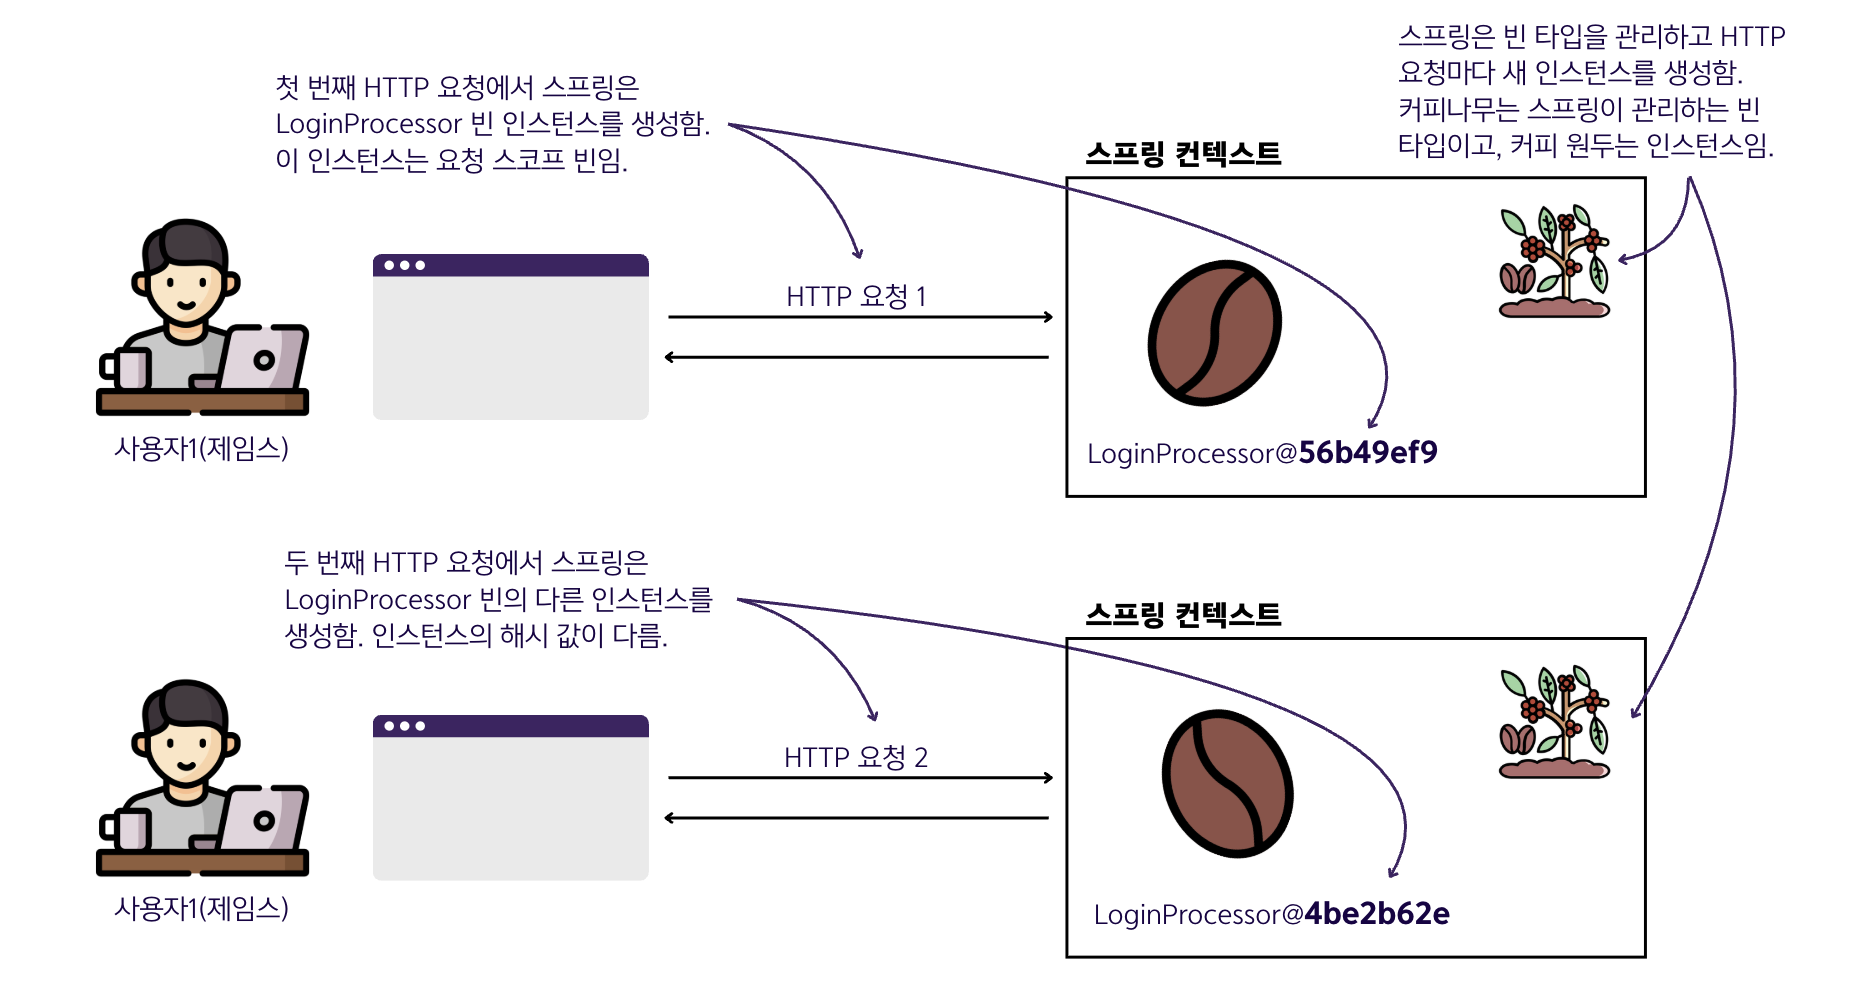 스프링은 빈 타입을 관리하고 HTTP
요청마다 새 인스턴스를 생성함.
커피나무는 스프링이 관리하는 빈
타입이고, 커피 원두는 인스턴스임.
첫 번째 HTTP 요청에서 스프링은
LoginProcessor 빈 인스턴스를 생성함.
이 인스턴스는 요청 스코프 빈임.
스프링 컨텍스트
HTTP 요청 1
사용자1(제임스)
LoginProcessor@56b49ef9
두 번째 HTTP 요청에서 스프링은
LoginProcessor 빈의 다른 인스턴스를
생성함. 인스턴스의 해시 값이 다름.
스프링 컨텍스트
HTTP 요청 2
사용자1(제임스)
LoginProcessor@4be2b62e